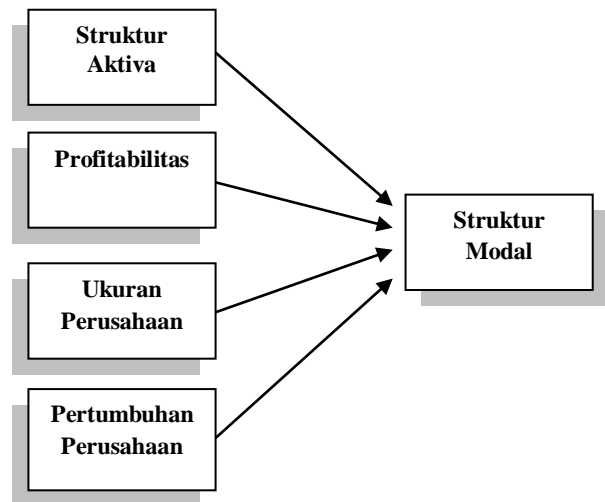 Struktur
Aktiva
Profitabilitas
Ukuran
Perusahaan
Pertumbuhan
Perusahaan
Struktur
Modal